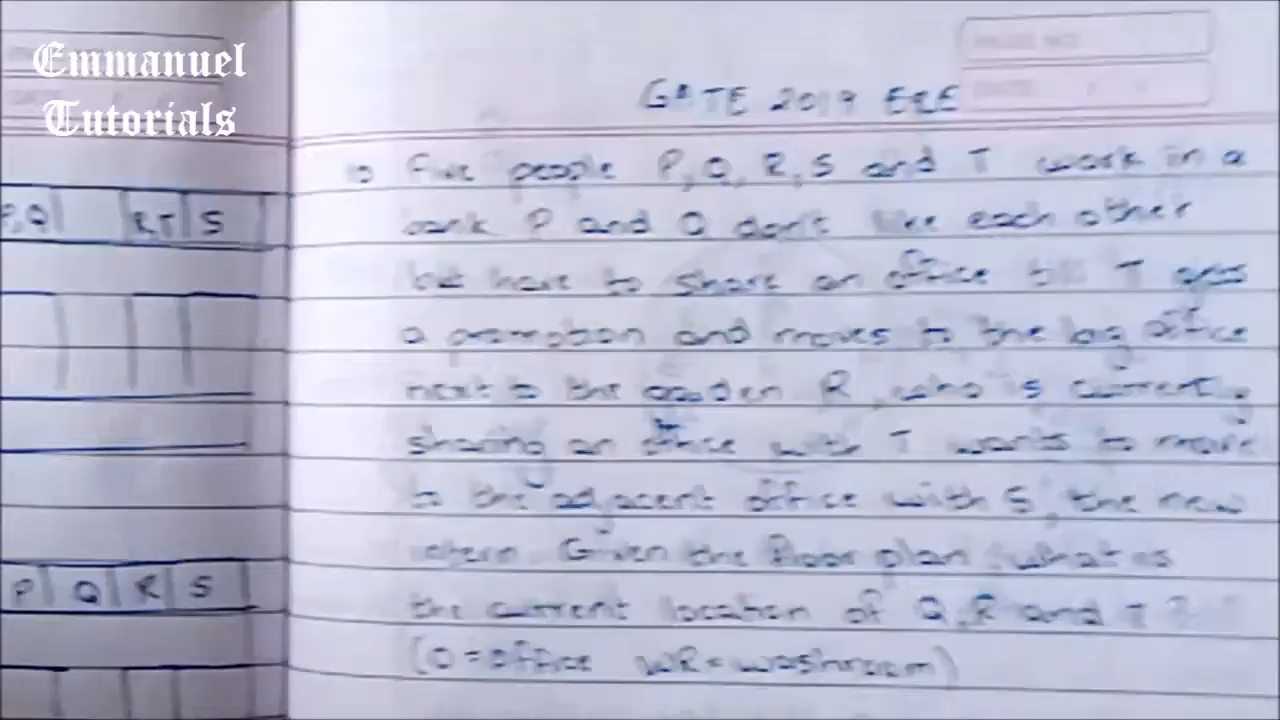 Emmanuel
Tutorials
GATE 2019 EEE
P,Q RT S
Five people P, Q, R, S and T work in a
bank P and Q don't like each other
but have to share an office till T gets
a promotion and moves to the big office
next to the garden R, who is currently
sharing an office with T wants to move
to the adjacent office with S, the new
intern. Given the floor plan, what is
the current location of Q, R and T?
P Q R S
(O = office WR = washroom)